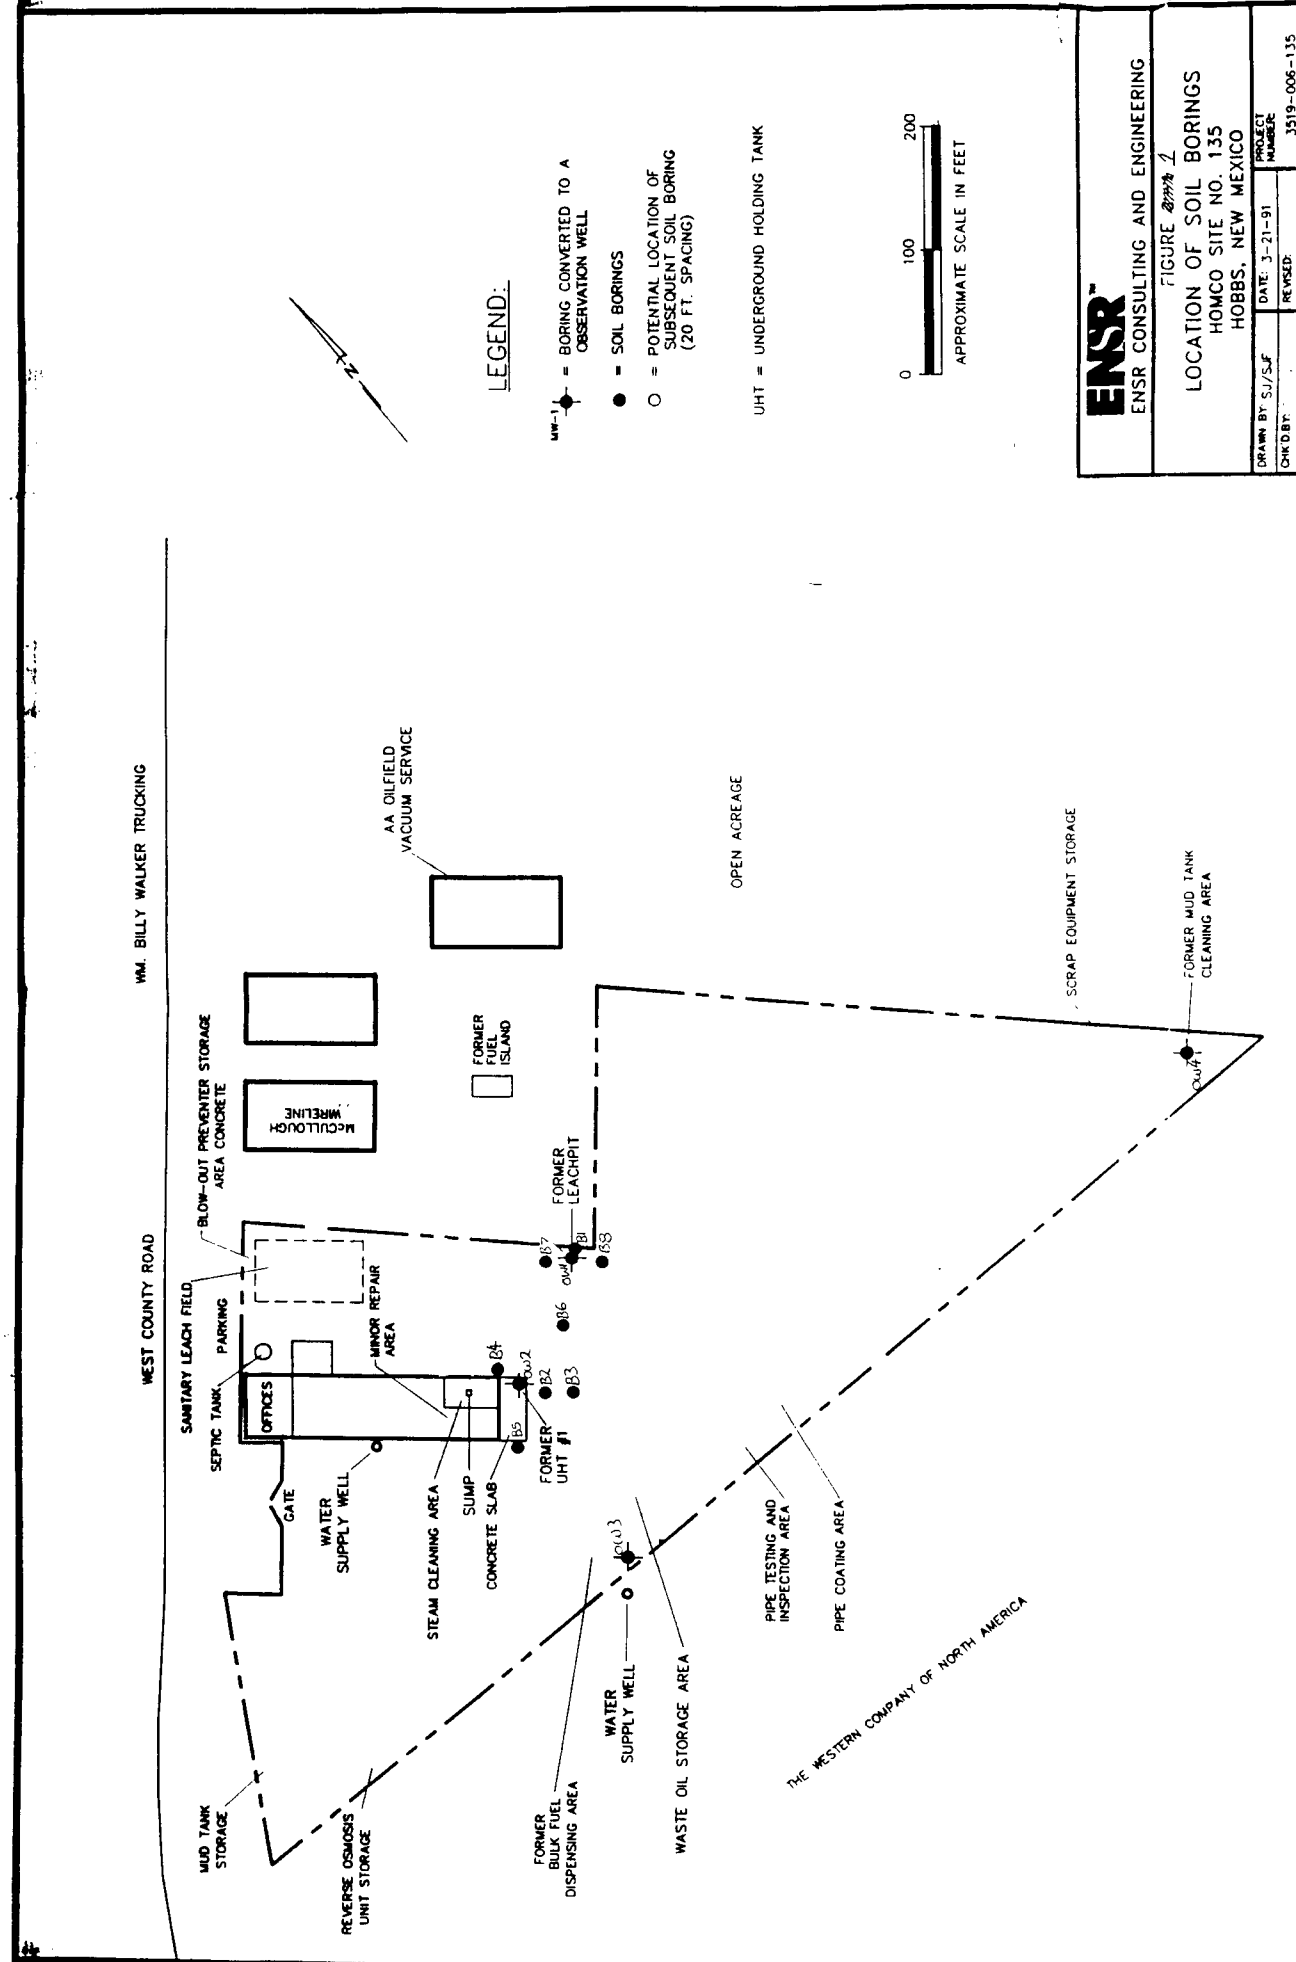 WEST COUNTY ROAD
WM. BILLY WALKER TRUCKING
MUD TANK
STORAGE
REVERSE OSMOSIS
UNIT STORAGE
GATE
SEPTIC TANK
SANITARY LEACH FIELD
PARKING
BLOW-OUT PREVENTER STORAGE
AREA CONCRETE
OFFICES
McCULLOUGH
WIRELINE
WATER
SUPPLY WELL
MINOR REPAIR
AREA
STEAM CLEANING AREA
SUMP
CONCRETE SLAB
FORMER
UHT #1
B5
B4
OW2
B2
B3
B6
B7
OW1
B1
B8
FORMER
LEACHPIT
FORMER
FUEL
ISLAND
AA OILFIELD
VACUUM SERVICE
OPEN ACREAGE
FORMER
BULK FUEL
DISPENSING AREA
WATER
SUPPLY WELL
OW3
WASTE OIL STORAGE AREA
PIPE TESTING AND
INSPECTION AREA
PIPE COATING AREA
THE WESTERN COMPANY OF NORTH AMERICA
SCRAP EQUIPMENT STORAGE
FORMER MUD TANK
CLEANING AREA
OW4
N
LEGEND:
MW-1
= BORING CONVERTED TO A
OBSERVATION WELL
= SOIL BORINGS
= POTENTIAL LOCATION OF
SUBSEQUENT SOIL BORING
(20 FT. SPACING)
UHT = UNDERGROUND HOLDING TANK
0 100 200
APPROXIMATE SCALE IN FEET
ENSR™
ENSR CONSULTING AND ENGINEERING
FIGURE 1
LOCATION OF SOIL BORINGS
HOMCO SITE NO. 135
HOBBS, NEW MEXICO
DRAWN BY: SJ/SJF
DATE: 3-21-91
PROJECT
NUMBER:
CHK'D.BY:
REVISED:
3519-006-135